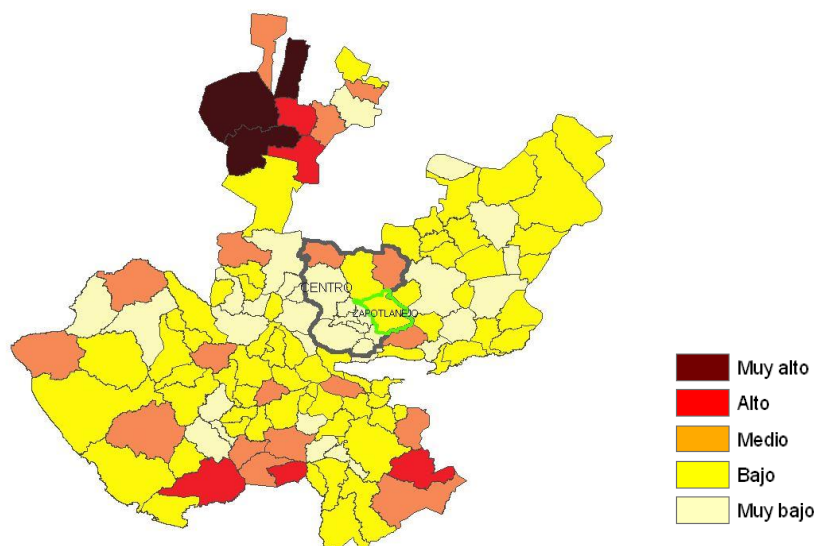 CENTRO
ZAPOTLANEJO
Muy alto
Alto
Medio
Bajo
Muy bajo